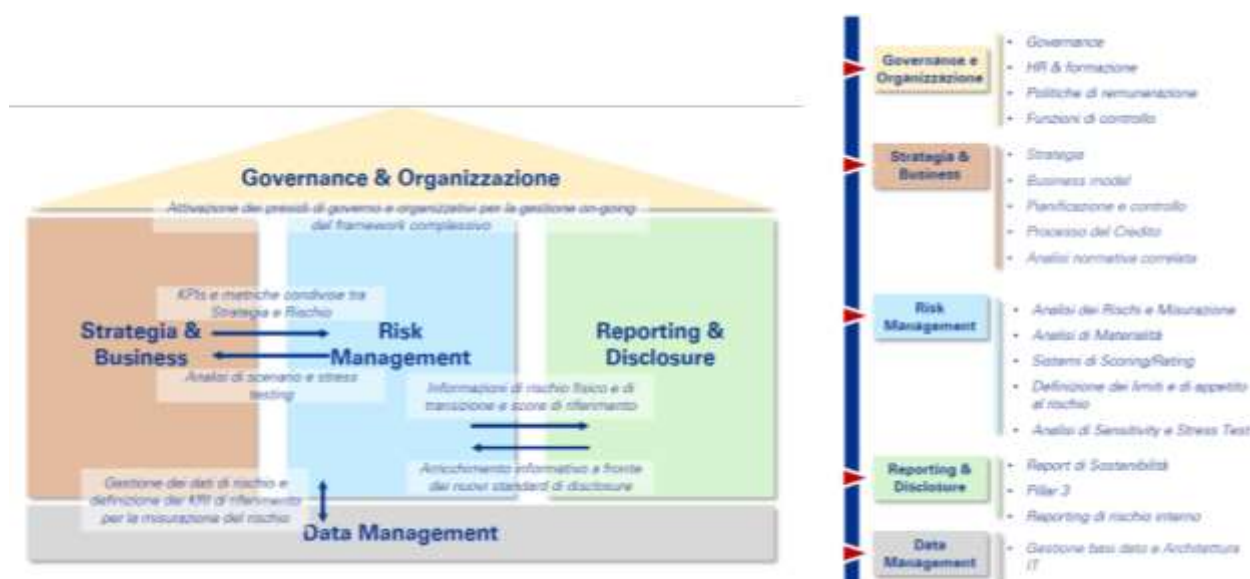 Governance & Organizzazione
Attivazione dei presidi di governo e organizzativi per la gestione on-going
del framework complessivo
KPIs e metriche condivise tra
Strategia e Rischio
Strategia &
Business
Risk
Management
Reporting &
Disclosure
Analisi di scenario e stress
testing
Informazioni di rischio fisico e di
transizione e score di riferimento
Arricchimento informativo a fronte
dei nuovi standard di disclosure
Gestione dei dati di rischio e
definizione dei KRI di riferimento
per la misurazione del rischio
Data Management
Governance e
Organizzazione
• Governance
• HR & formazione
• Politiche di remunerazione
• Funzioni di controllo
Strategia &
Business
• Strategia
• Business model
• Pianificazione e controllo
• Processo del Credito
• Analisi normativa correlata
Risk
Management
• Analisi dei Rischi e Misurazione
• Analisi di Materialità
• Sistemi di Scoring/Rating
• Definizione dei limiti e di appetito
al rischio
• Analisi di Sensitivity e Stress Test
Reporting &
Disclosure
• Report di Sostenibilità
• Pillar 3
• Reporting di rischio interno
Data
Management
• Gestione basi dato e Architettura
IT